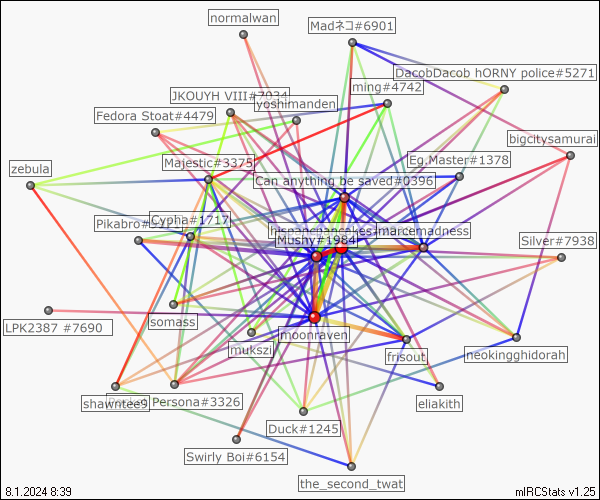 normalwan
Madネコ#6901
DacobDacob hORNY police#5271
JKOUYH VIII#7034
ming#4742
yoshimanden
Fedora Stoat#4479
bigcitysamurai
Majestic#3375
Eg.Master#1378
zebula
Can anything be saved#0396
Pikabro
Cypha#1717
marcemadness
Mushy#1984
Silver#7938
somass
LPK2387 #7690
moonraven
mukszi
frisout
neokingghidorah
shawntee9
Persona#3326
eliakith
Duck#1245
Swirly Boi#6154
the_second_twat
8.1.2024 8:39
mIRCStats v1.25